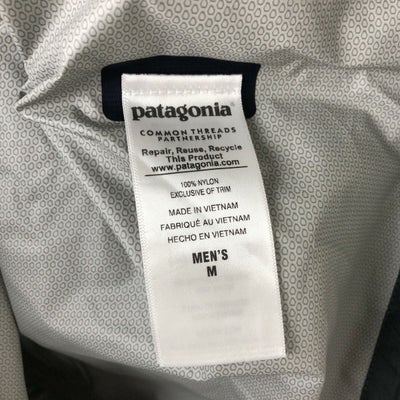 patagonia®
COMMON THREADS
PARTNERSHIP
Repair, Reuse, Recycle
This Product
www.patagonia.com
100% NYLON
EXCLUSIVE OF TRIM
MADE IN VIETNAM
FABRIQUÉ AU VIETNAM
HECHO EN VIETNAM
MEN'S
M